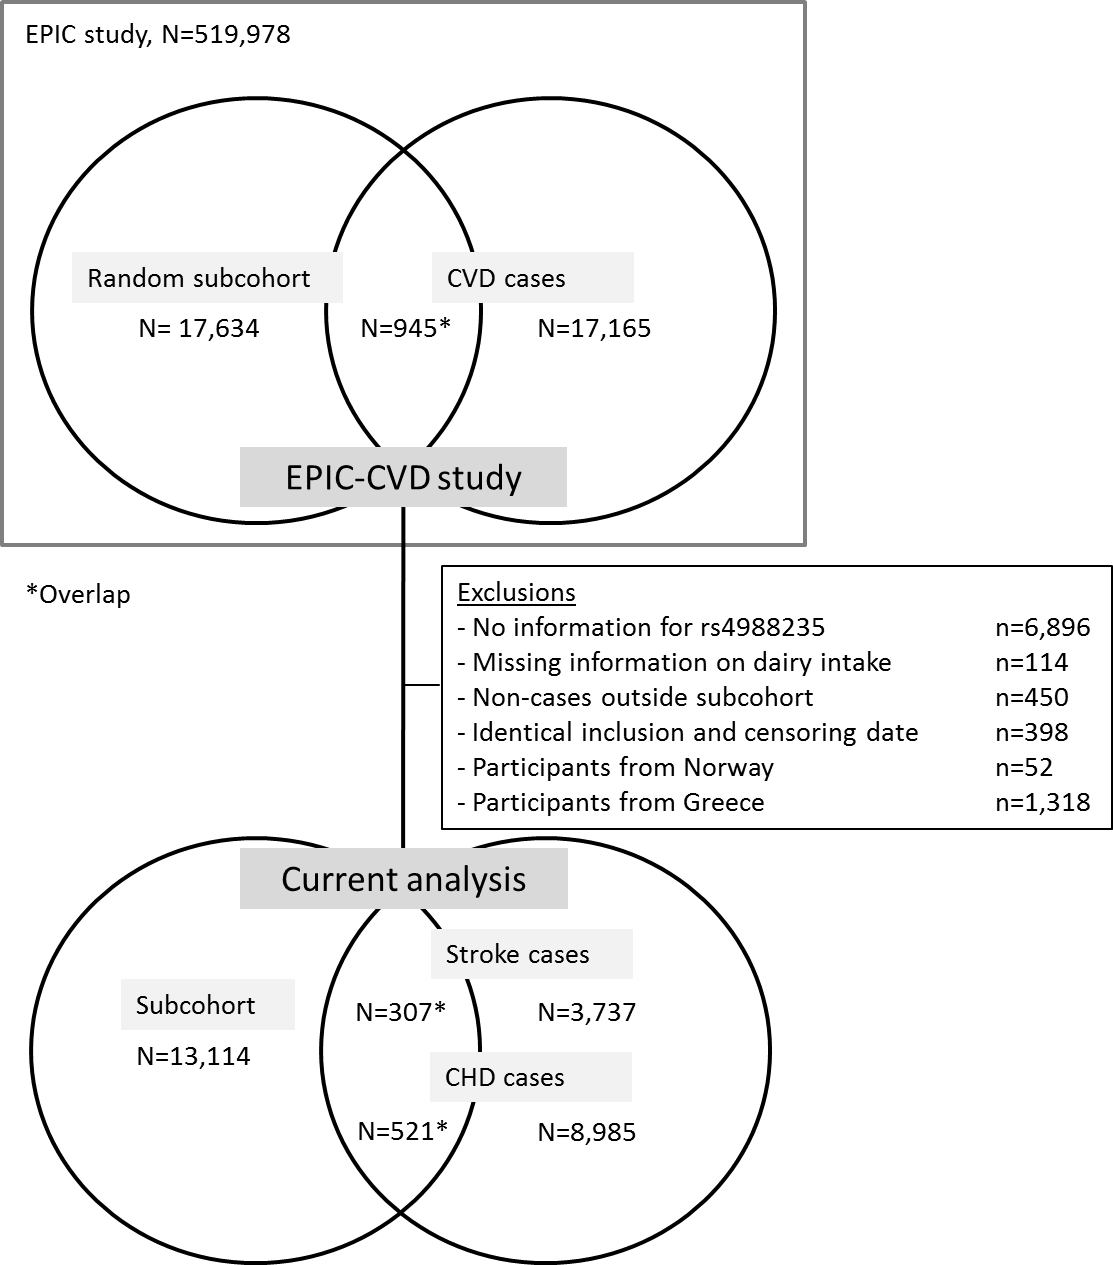 EPIC study, N=519,978
Random subcohort
CVD cases
N= 17,634
N=945*
N=17,165
EPIC-CVD study
*Overlap
Exclusions
- No information for rs4988235 n=6,896
- Missing information on dairy intake n=114
- Non-cases outside subcohort n=450
- Identical inclusion and censoring date n=398
- Participants from Norway n=52
- Participants from Greece n=1,318
Current analysis
Stroke cases
Subcohort
N=307*
N=3,737
N=13,114
CHD cases
N=521*
N=8,985